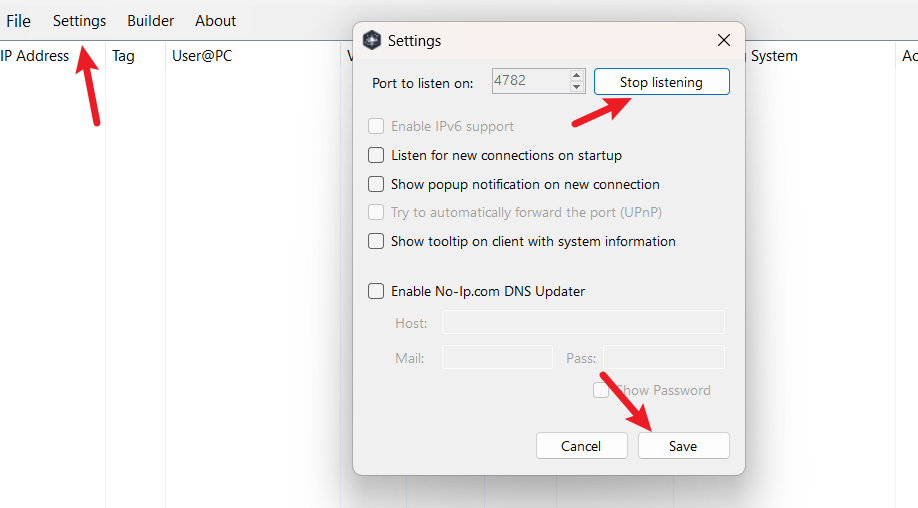 File Settings Builder About
IP Address Tag User@PC System
Settings
Port to listen on: 4782 Stop listening
Enable IPv6 support
Listen for new connections on startup
Show popup notification on new connection
Try to automatically forward the port (UPnP)
Show tooltip on client with system information
Enable No-Ip.com DNS Updater
Host:
Mail: Pass:
Show Password
Cancel Save